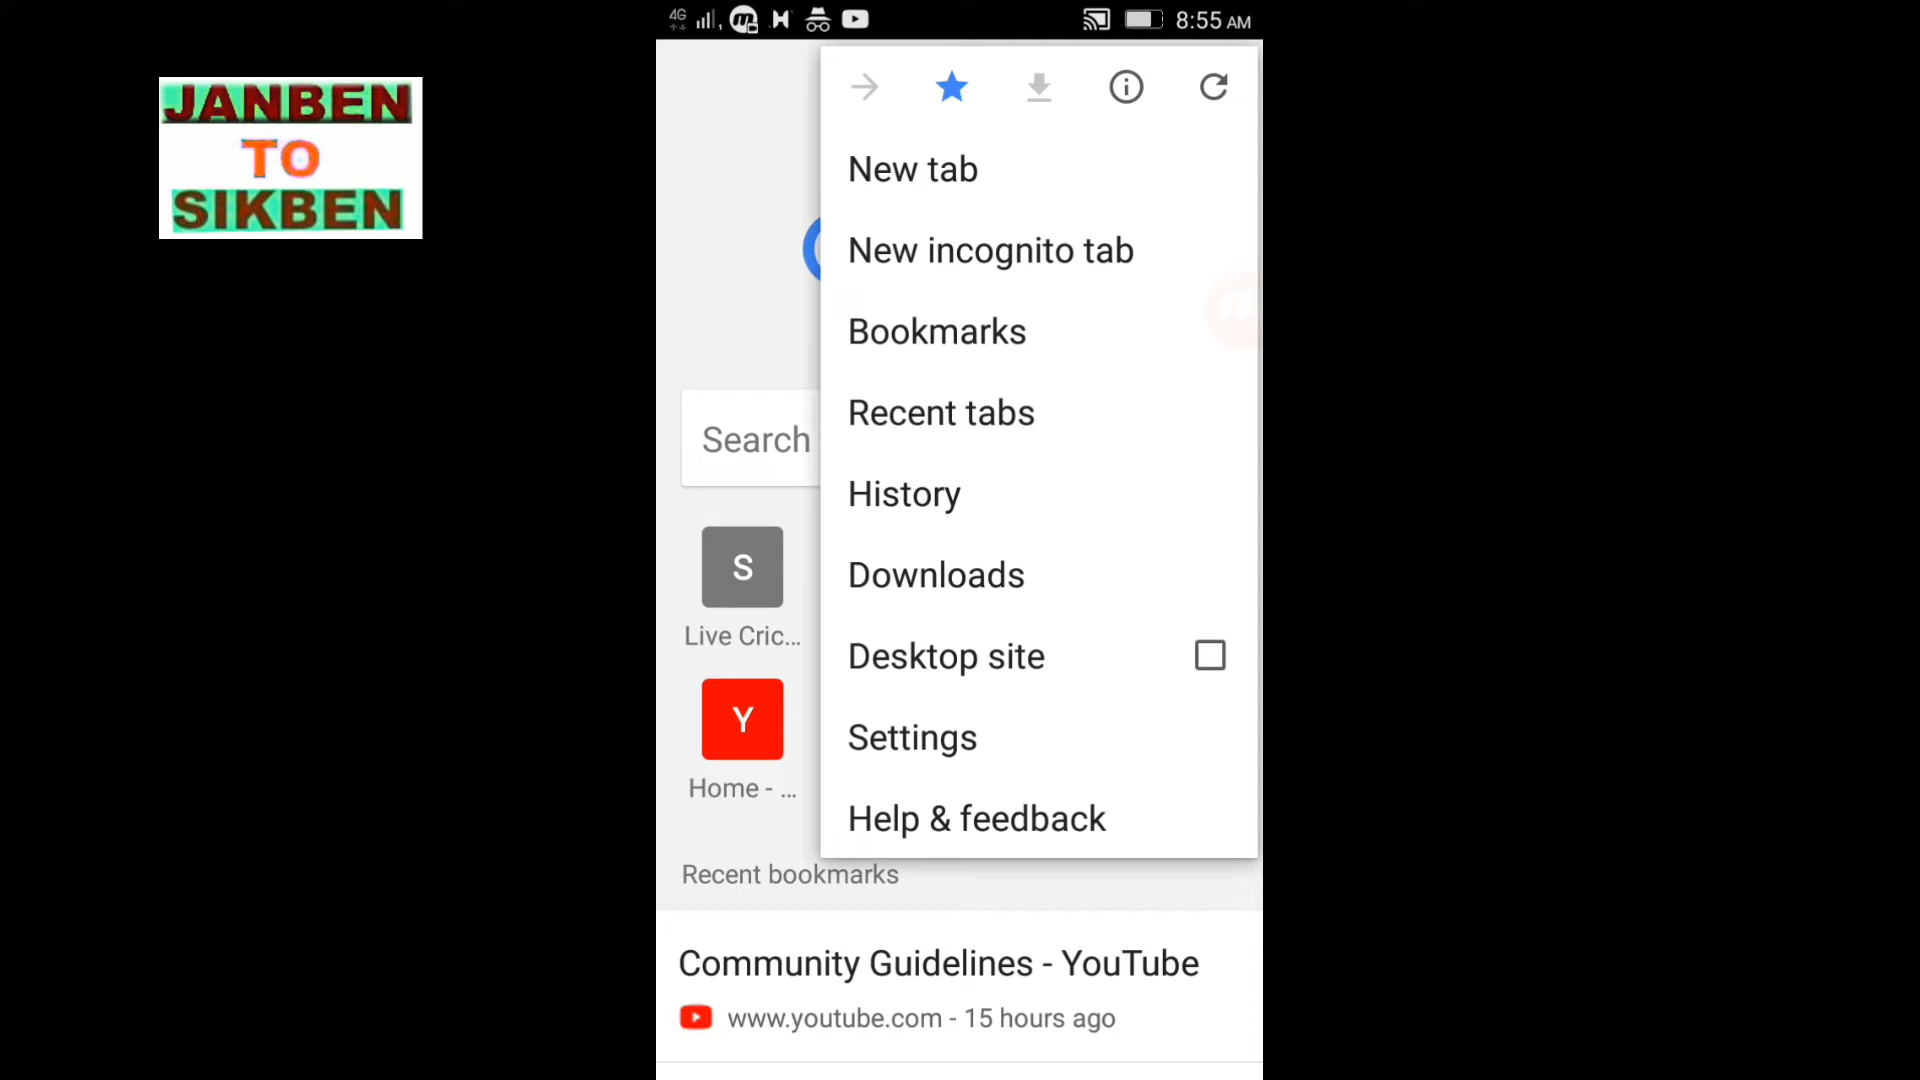 4G 8:55 AM
JANBEN
TO
SIKBEN
New tab
New incognito tab
Bookmarks
Recent tabs
Search
History
Downloads
S
Live Cric...
Desktop site
Y
Settings
Home - ...
Help & feedback
Recent bookmarks
Community Guidelines - YouTube
www.youtube.com - 15 hours ago